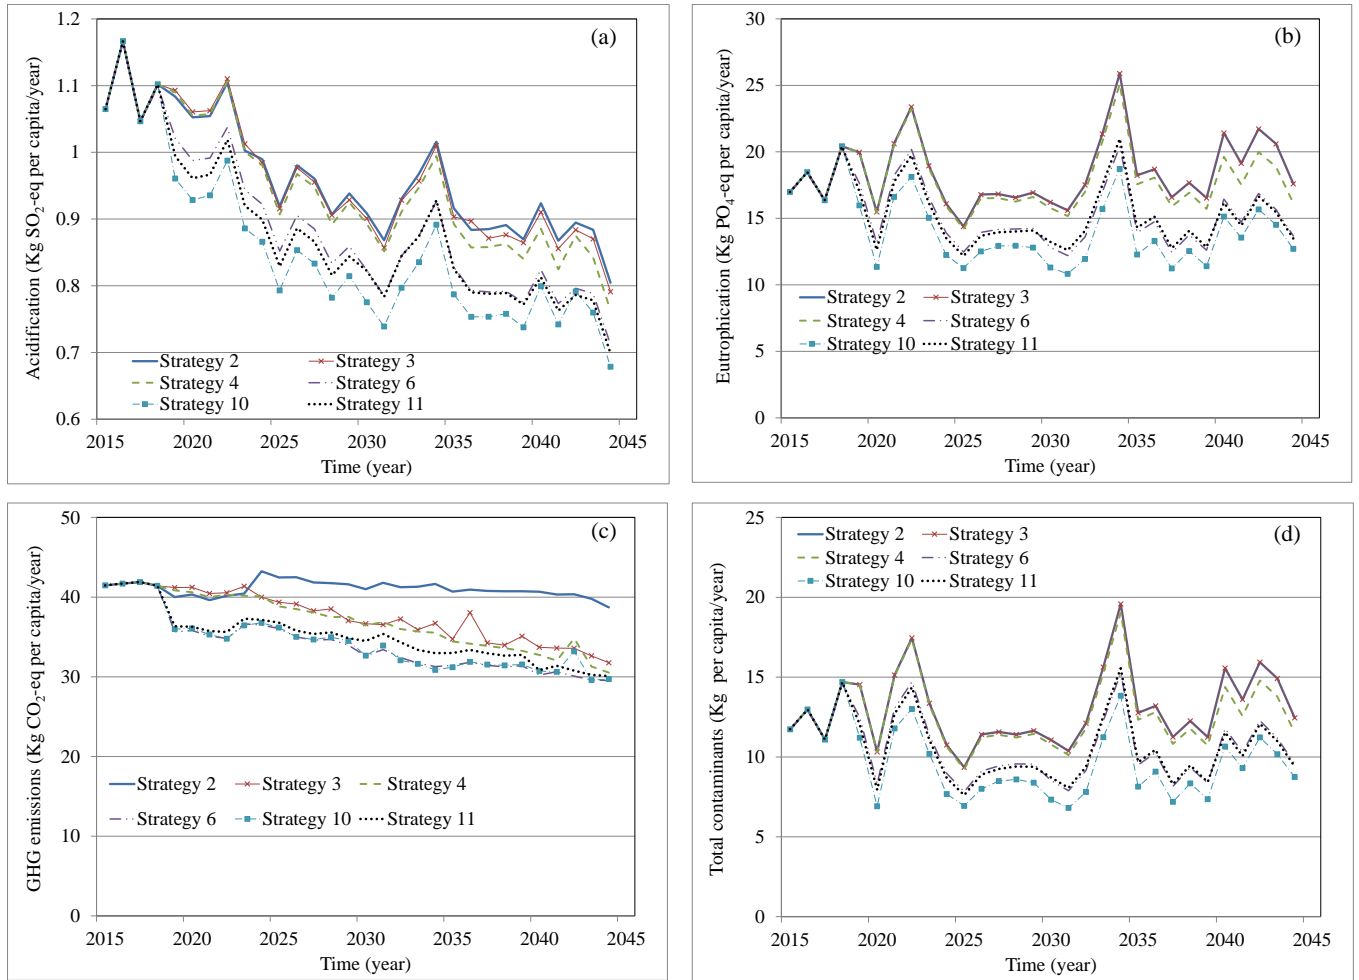 (a)
Acidification (Kg SO2-eq per capita/year)
1.2
1.1
1
0.9
0.8
0.7
0.6
Strategy 2 Strategy 3
Strategy 4 Strategy 6
Strategy 10 Strategy 11
2015 2020 2025 2030 2035 2040 2045
Time (year)
(b)
Eutrophication (Kg PO4-eq per capita/year)
30
25
20
15
10
5
0
Strategy 2 Strategy 3
Strategy 4 Strategy 6
Strategy 10 Strategy 11
2015 2020 2025 2030 2035 2040 2045
Time (year)
(c)
GHG emissions (Kg CO2-eq per capita/year)
50
40
30
20
10
0
Strategy 2 Strategy 3 Strategy 4
Strategy 6 Strategy 10 Strategy 11
2015 2020 2025 2030 2035 2040 2045
Time (year)
(d)
Total contaminants (Kg per capita/year)
25
20
15
10
5
0
Strategy 2 Strategy 3
Strategy 4 Strategy 6
Strategy 10 Strategy 11
2015 2020 2025 2030 2035 2040 2045
Time (year)